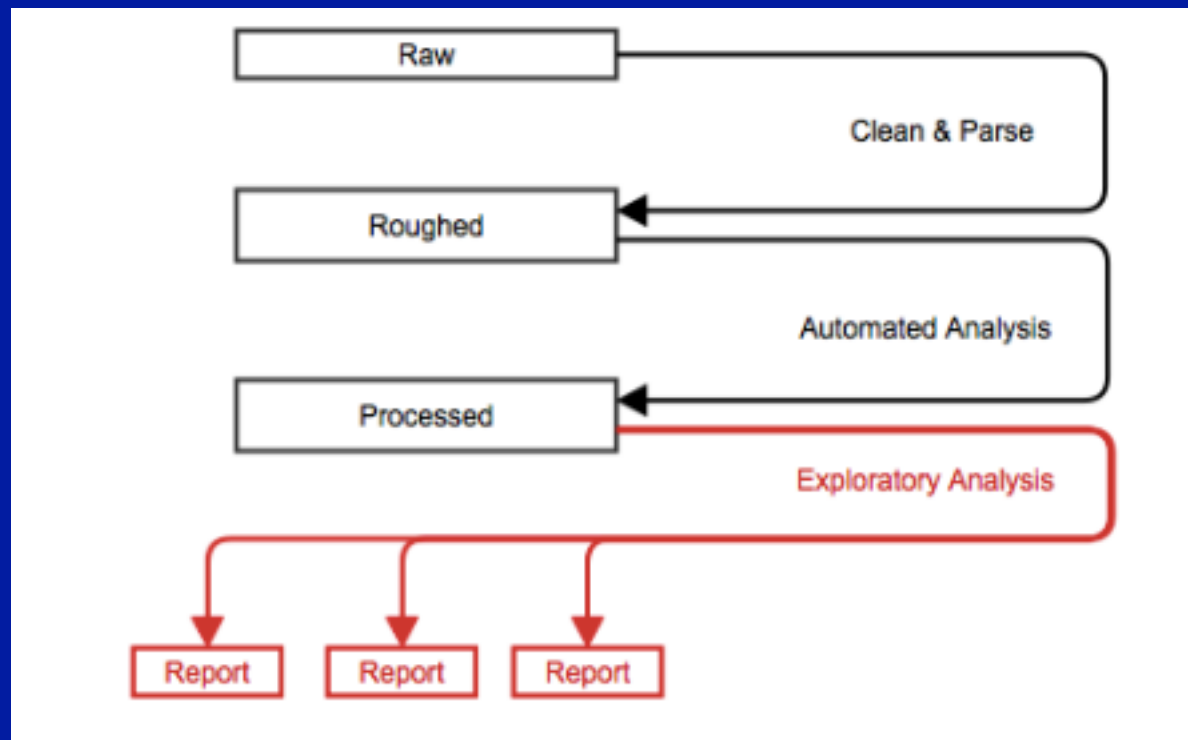 Raw
Clean & Parse
Roughed
Automated Analysis
Processed
Exploratory Analysis
Report
Report
Report